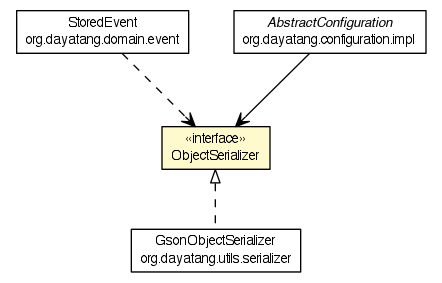 StoredEvent
org.dayatang.domain.event
AbstractConfiguration
org.dayatang.configuration.impl
«interface»
ObjectSerializer
GsonObjectSerializer
org.dayatang.utils.serializer